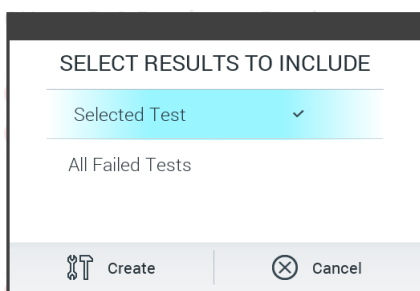 SELECT RESULTS TO INCLUDE
Selected Test
All Failed Tests
Create Cancel